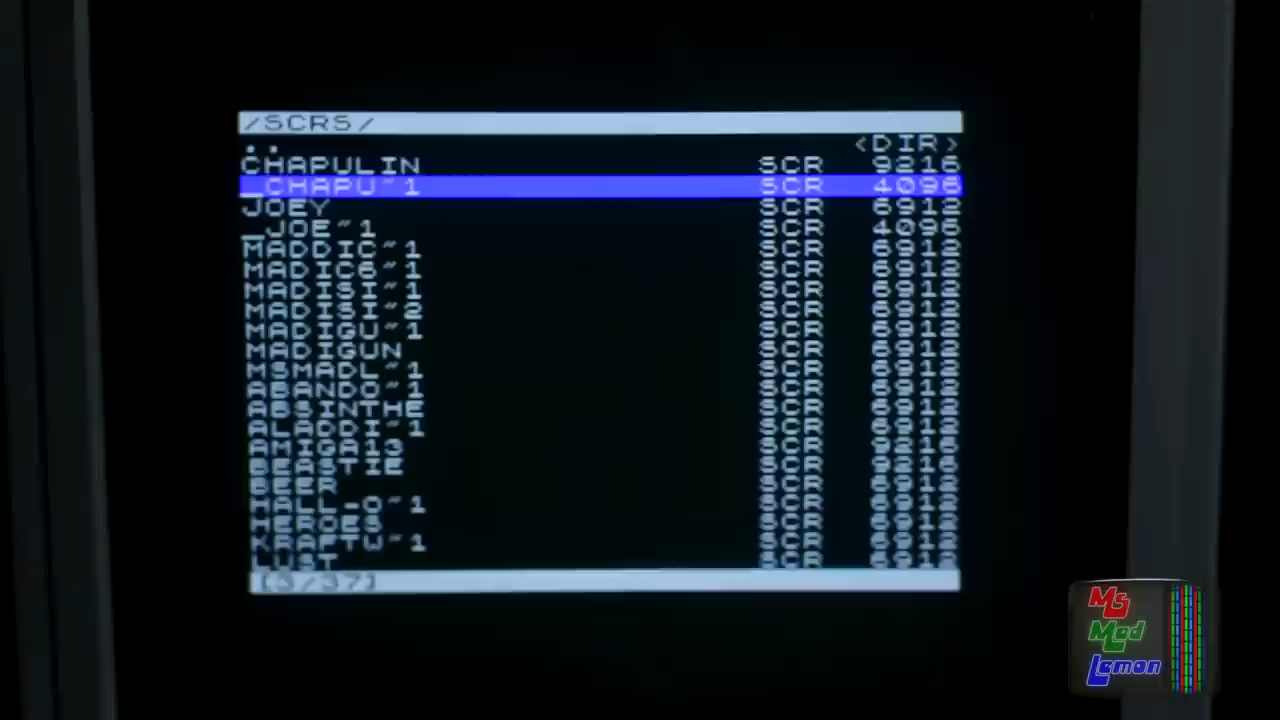 /SCRS/
.. <DIR>
CHAPULIN SCR 9216
_CHAPU~1 SCR 4096
JOEY SCR 6912
_JOE~1 SCR 4096
MADDIC~1 SCR 6912
MADIC6~1 SCR 6912
MADISI~1 SCR 6912
MADISI~2 SCR 6912
MADIGU~1 SCR 6912
MADIGUN SCR 6912
MSMADL~1 SCR 6912
ABANDO~1 SCR 6912
ABSINTHE SCR 6912
ALADDI~1 SCR 6912
AMIGA13 SCR 9216
BEASTIE SCR 9216
BEER SCR 6912
HALL-O~1 SCR 6912
HEROES SCR 6912
KRAFTW~1 SCR 6912
LUST SCR 6912
[3/37]
Ms
Mad
Lemon